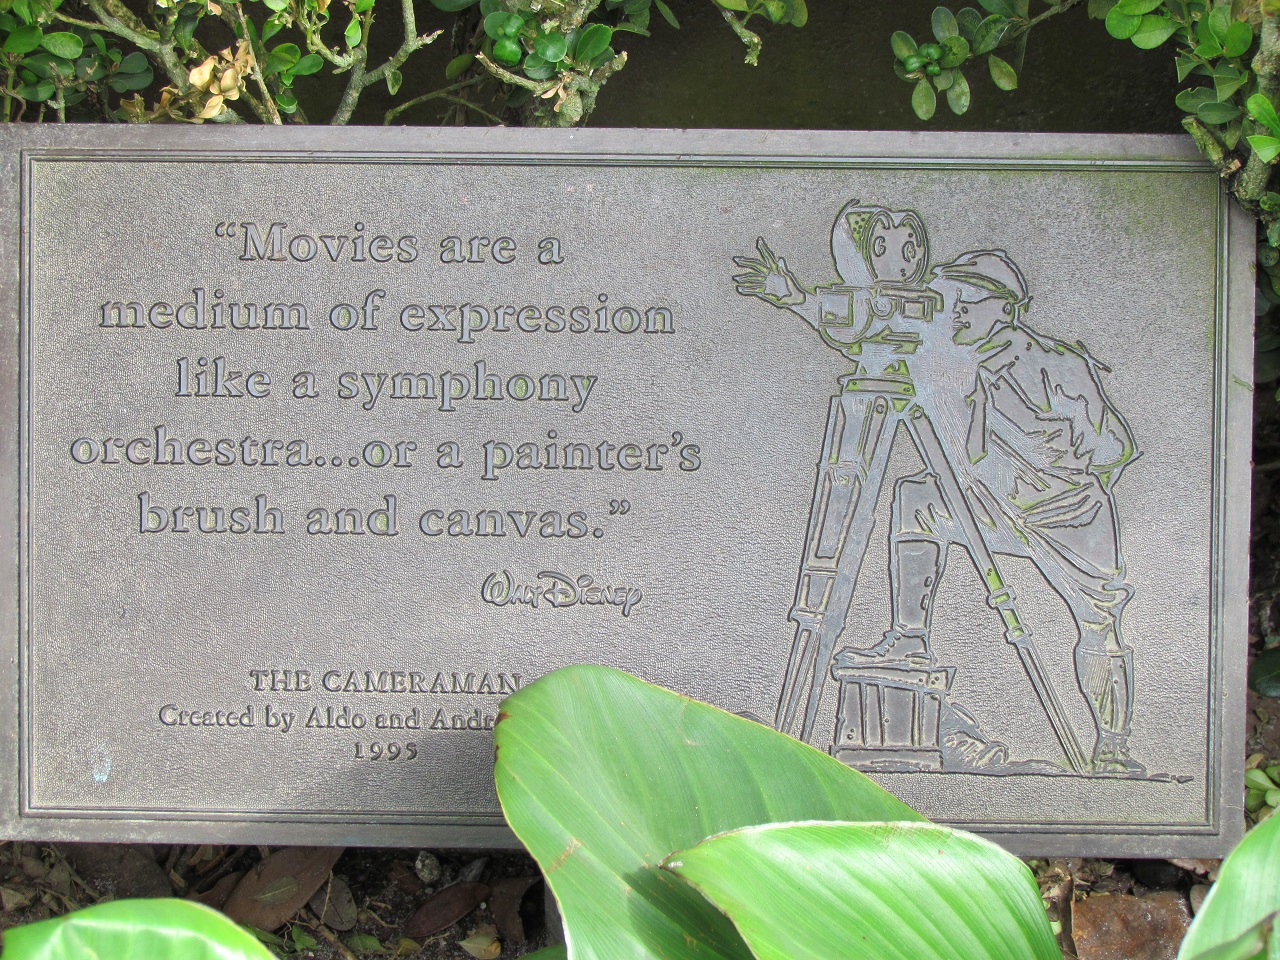 “Movies are a
medium of expression
like a symphony
orchestra....or a painter’s
brush and canvas.”
Walt Disney
THE CAMERAMAN
Created by Aldo and
1995